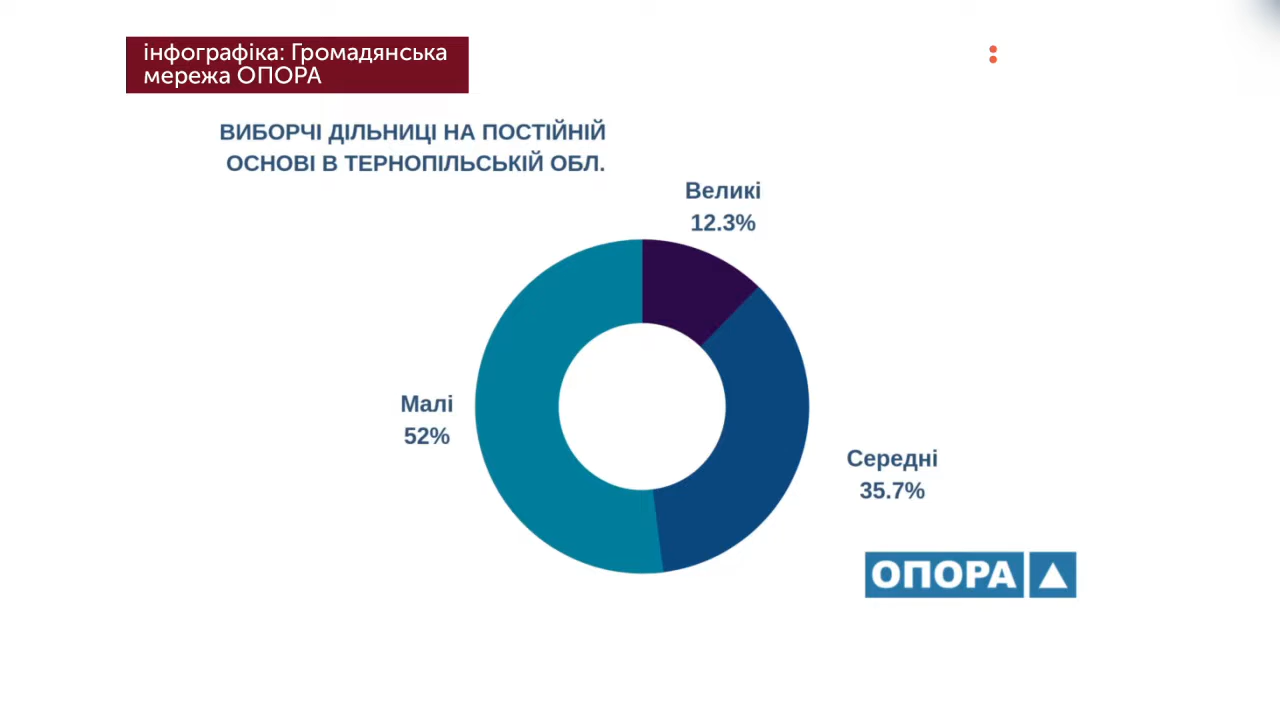 інфографіка: Громадянська
мережа ОПОРА
ВИБОРЧІ ДІЛЬНИЦІ НА ПОСТІЙНІЙ
ОСНОВІ В ТЕРНОПІЛЬСЬКІЙ ОБЛ.
Великі
12.3%
Малі
52%
Середні
35.7%
ОПОРА